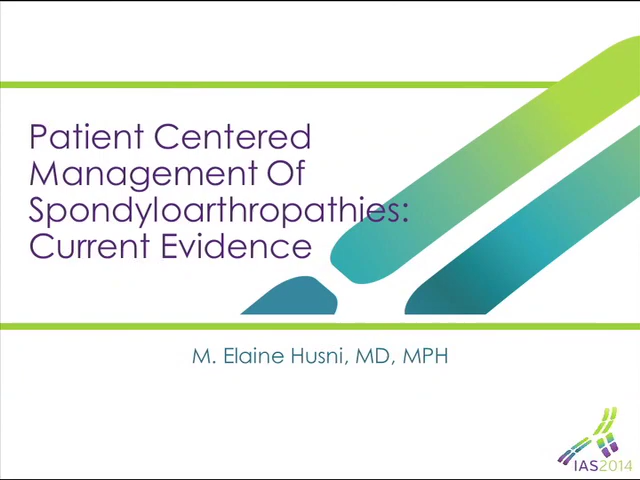 Patient Centered
Management Of
Spondyloarthropathies:
Current Evidence
M. Elaine Husni, MD, MPH
IAS2014